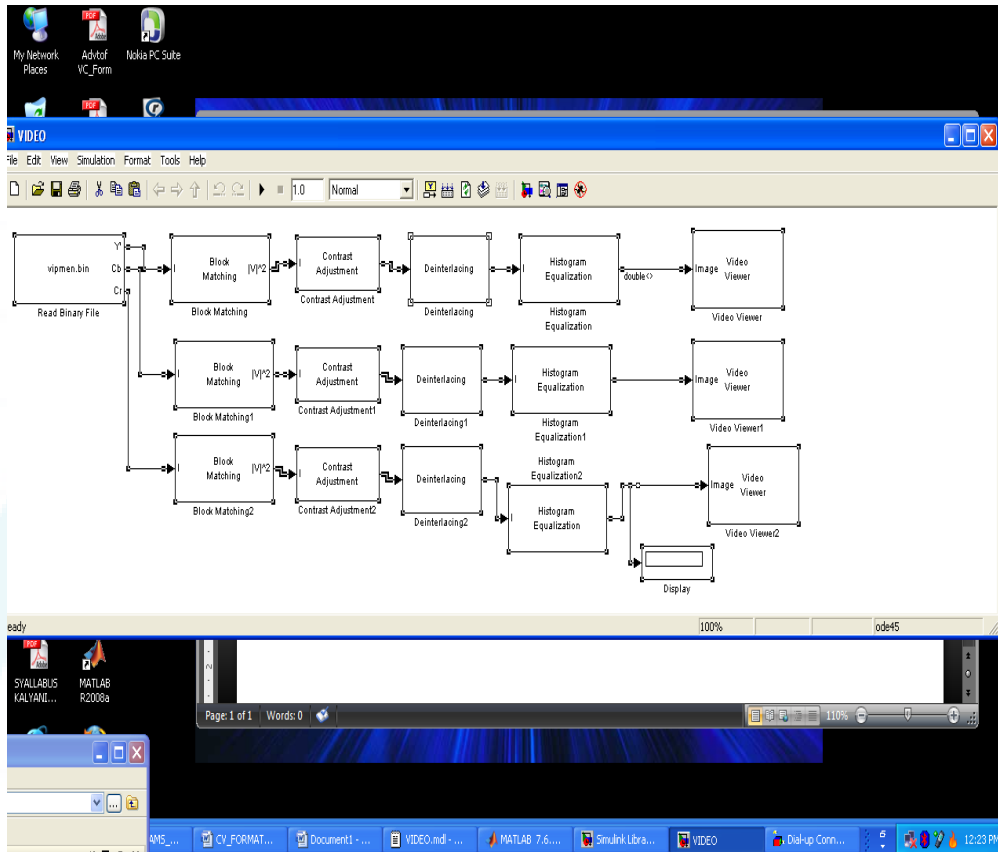 My Network Places
Advtof VC_Form
Nokia PC Suite
VIDEO
File Edit View Simulation Format Tools Help
1.0 Normal
vipmen.bin
Y'
Cb
Cr
Read Binary File
I Block Matching |V|^2
Block Matching
I Contrast Adjustment
Contrast Adjustment
Deinterlacing
Deinterlacing
I Histogram Equalization
Histogram Equalization
double<>
Image Video Viewer
Video Viewer
I Block Matching |V|^2
Block Matching1
I Contrast Adjustment
Contrast Adjustment1
Deinterlacing
Deinterlacing1
I Histogram Equalization
Histogram Equalization1
Image Video Viewer
Video Viewer1
I Block Matching |V|^2
Block Matching2
I Contrast Adjustment
Contrast Adjustment2
Deinterlacing
Deinterlacing2
Histogram Equalization2
I Histogram Equalization
Image Video Viewer
Video Viewer2
Display
eady
100%
ode45
SYALLABUS KALYANI...
MATLAB R2008a
Page: 1 of 1 Words: 0
110%
AMS_...
CV_FORMAT...
Document1 - ...
VIDEO.mdl - ...
MATLAB 7.6....
Simulink Libra...
VIDEO
Dial-up Conn...
12:23 PM